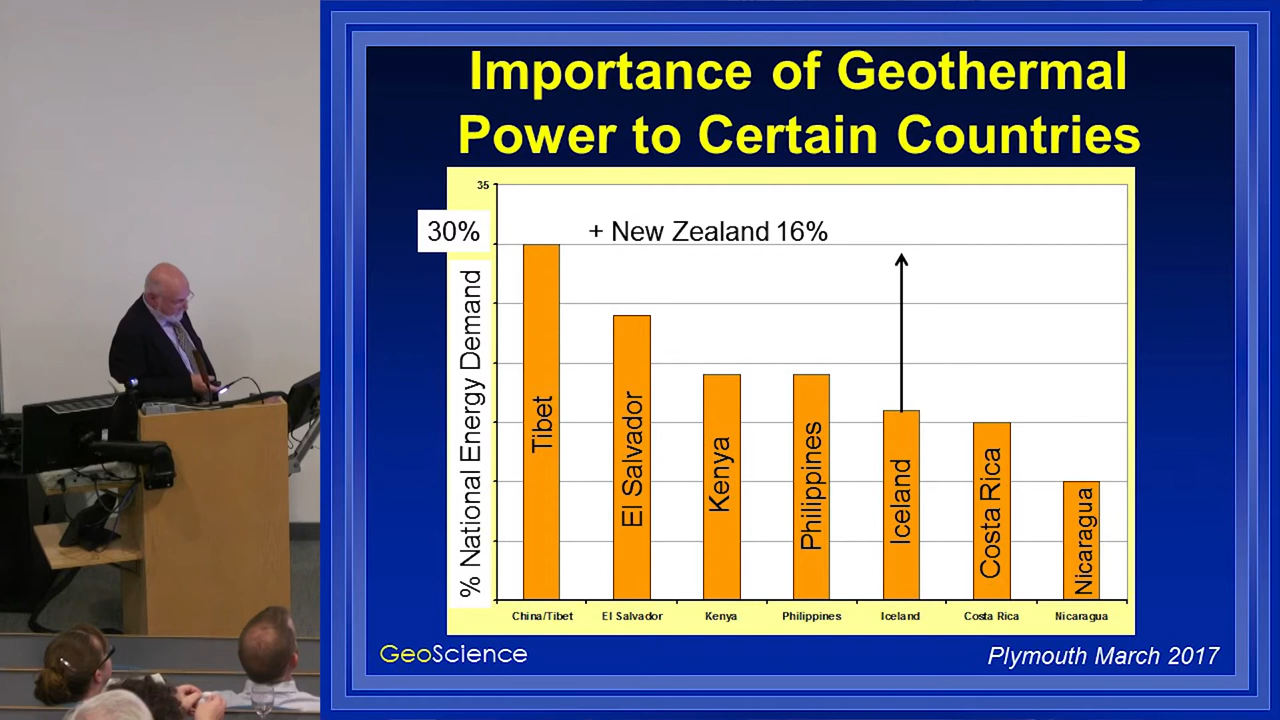 Importance of Geothermal
Power to Certain Countries
35
30%
+ New Zealand 16%
% National Energy Demand
Tibet
El Salvador
Kenya
Philippines
Iceland
Costa Rica
Nicaragua
China/Tibet
El Salvador
Kenya
Philippines
Iceland
Costa Rica
Nicaragua
GeoScience
Plymouth March 2017